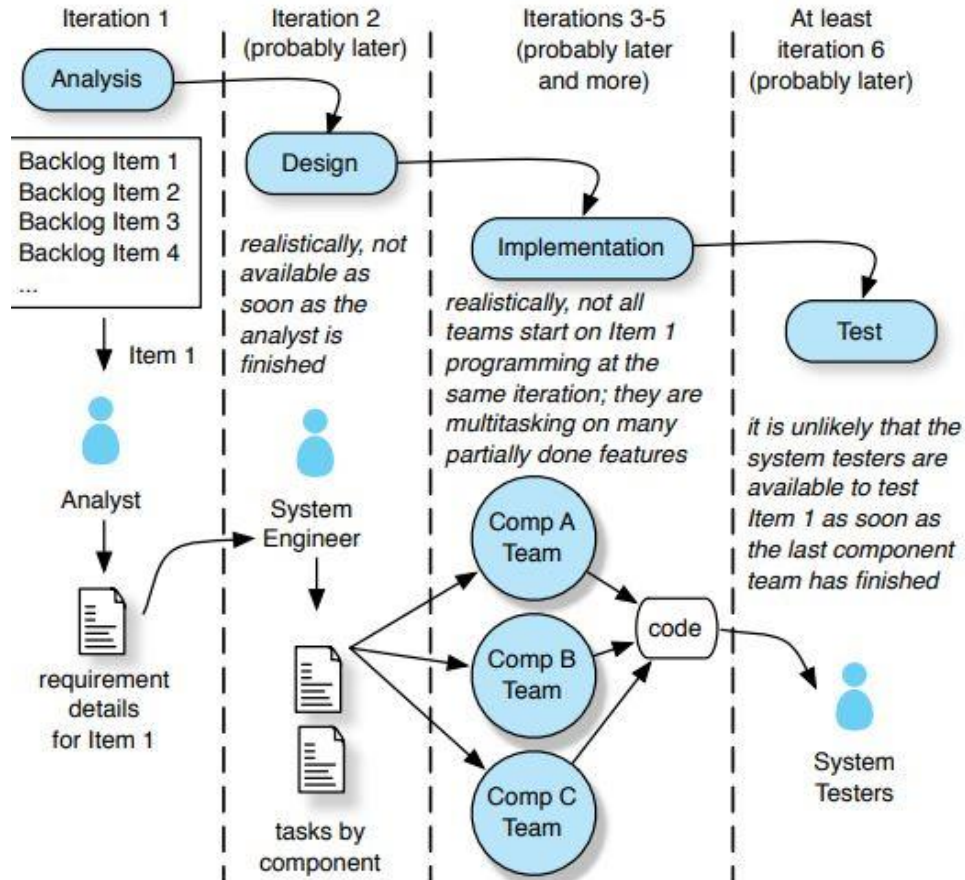 Iteration 1
Analysis
Backlog Item 1
Backlog Item 2
Backlog Item 3
Backlog Item 4
...
Item 1
Analyst
requirement
details
for Item 1
Iteration 2
(probably later)
Design
realistically, not
available as
soon as the
analyst is
finished
System
Engineer
tasks by
component
Iterations 3-5
(probably later
and more)
Implementation
realistically, not all
teams start on Item 1
programming at the
same iteration; they are
multitasking on many
partially done features
Comp A
Team
Comp B
Team
Comp C
Team
code
At least
iteration 6
(probably later)
Test
it is unlikely that the
system testers are
available to test
Item 1 as soon as
the last component
team has finished
System
Testers